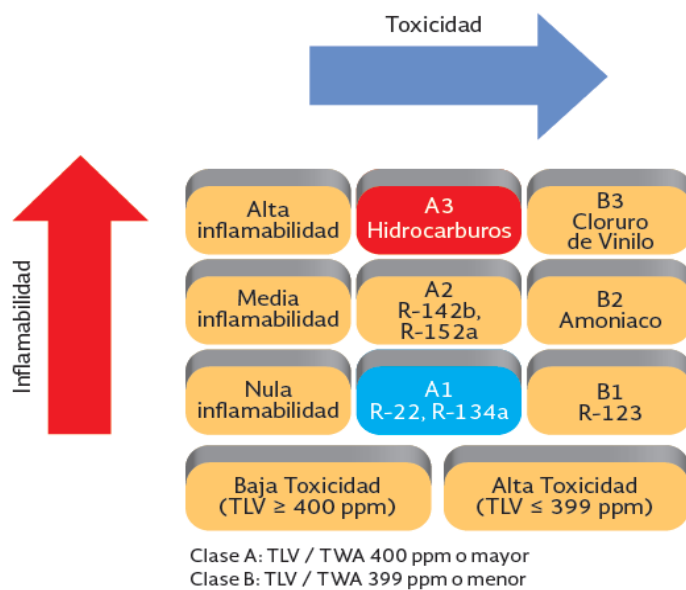 Toxicidad
Inflamabilidad
Alta
inflamabilidad
A3
Hidrocarburos
B3
Cloruro
de Vinilo
Media
inflamabilidad
A2
R-142b,
R-152a
B2
Amoniaco
Nula
inflamabilidad
A1
R-22, R-134a
B1
R-123
Baja Toxicidad
(TLV ≥ 400 ppm)
Alta Toxicidad
(TLV ≤ 399 ppm)
Clase A: TLV / TWA 400 ppm o mayor
Clase B: TLV / TWA 399 ppm o menor